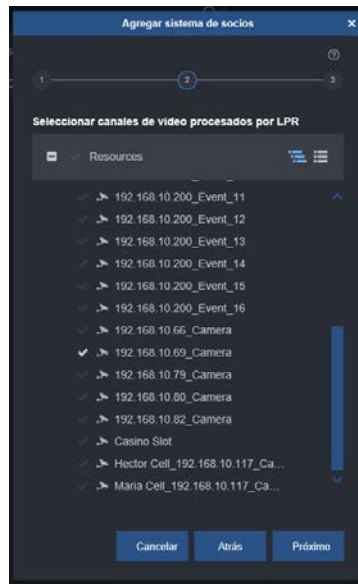 Agregar sistema de socios
1
2
3
Seleccionar canales de vídeo procesados por LPR
Resources
192.168.10.200_Event_11
192.168.10.200_Event_12
192.168.10.200_Event_13
192.168.10.200_Event_14
192.168.10.200_Event_15
192.168.10.200_Event_16
192.168.10.66_Camera
192.168.10.69_Camera
192.168.10.79_Camera
192.168.10.80_Camera
192.168.10.82_Camera
Casino Slot
Hector Cell_192.168.10.117_Ca...
Maria Cell_192.168.10.117_Ca...
Cancelar Atrás Próximo